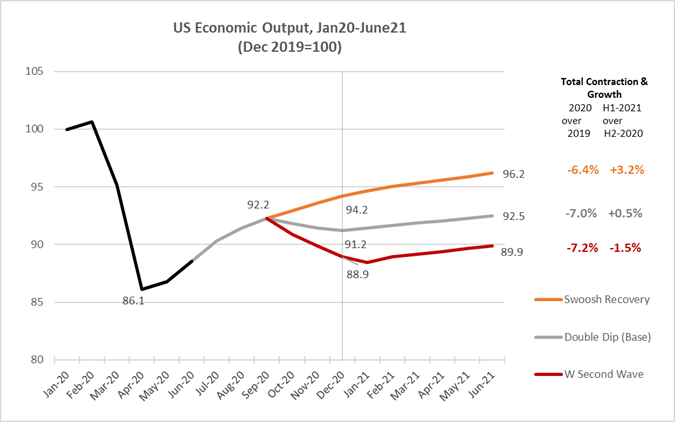 US Economic Output, Jan20-June21
(Dec 2019=100)
105
100
95
90
85
80
92.2
86.1
94.2
91.2
88.9
96.2
92.5
89.9
Jan-20
Feb-20
Mar-20
Apr-20
May-20
Jun-20
Jul-20
Aug-20
Sep-20
Oct-20
Nov-20
Dec-20
Jan-21
Feb-21
Mar-21
Apr-21
May-21
Jun-21
Total Contraction &
Growth
2020 H1-2021
over over
2019 H2-2020
-6.4% +3.2%
-7.0% +0.5%
-7.2% -1.5%
Swoosh Recovery
Double Dip (Base)
W Second Wave